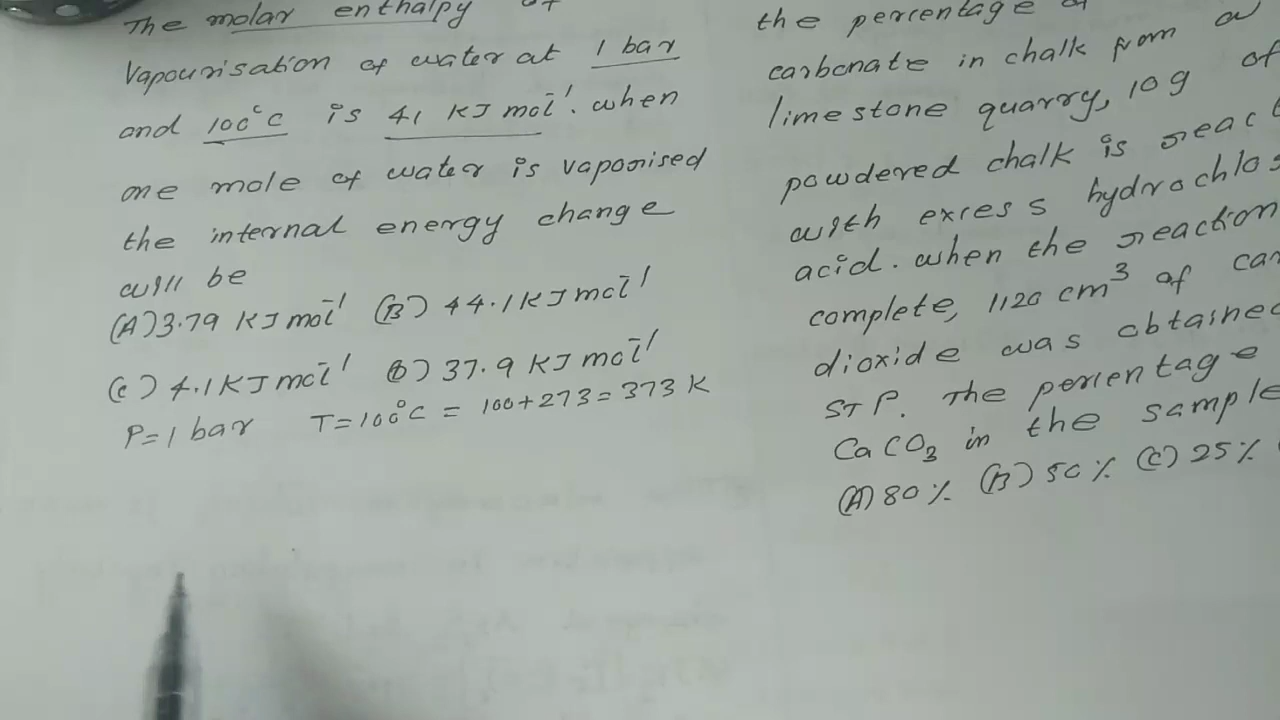 The molar enthalpy of
Vapourisation of water at 1 bar
and 100°C is 41 KJ mol⁻¹. when
one mole of water is vaporised
the internal energy change
will be
(A) 3.79 KJ mol⁻¹ (B) 44.1 KJ mol⁻¹
(C) 4.1 KJ mol⁻¹ (D) 37.9 KJ mol⁻¹
P=1 bar T=100°C = 100+273=373 K
the percentage
carbonate in chalk from a
limestone quarry, 10g of
powdered chalk is
with excess
acid. when the reaction
complete, 1120 cm³ of
dioxide was
STP. The percentage
CaCO₃ in the sample
(A) 80% (B) 50% (C) 25%